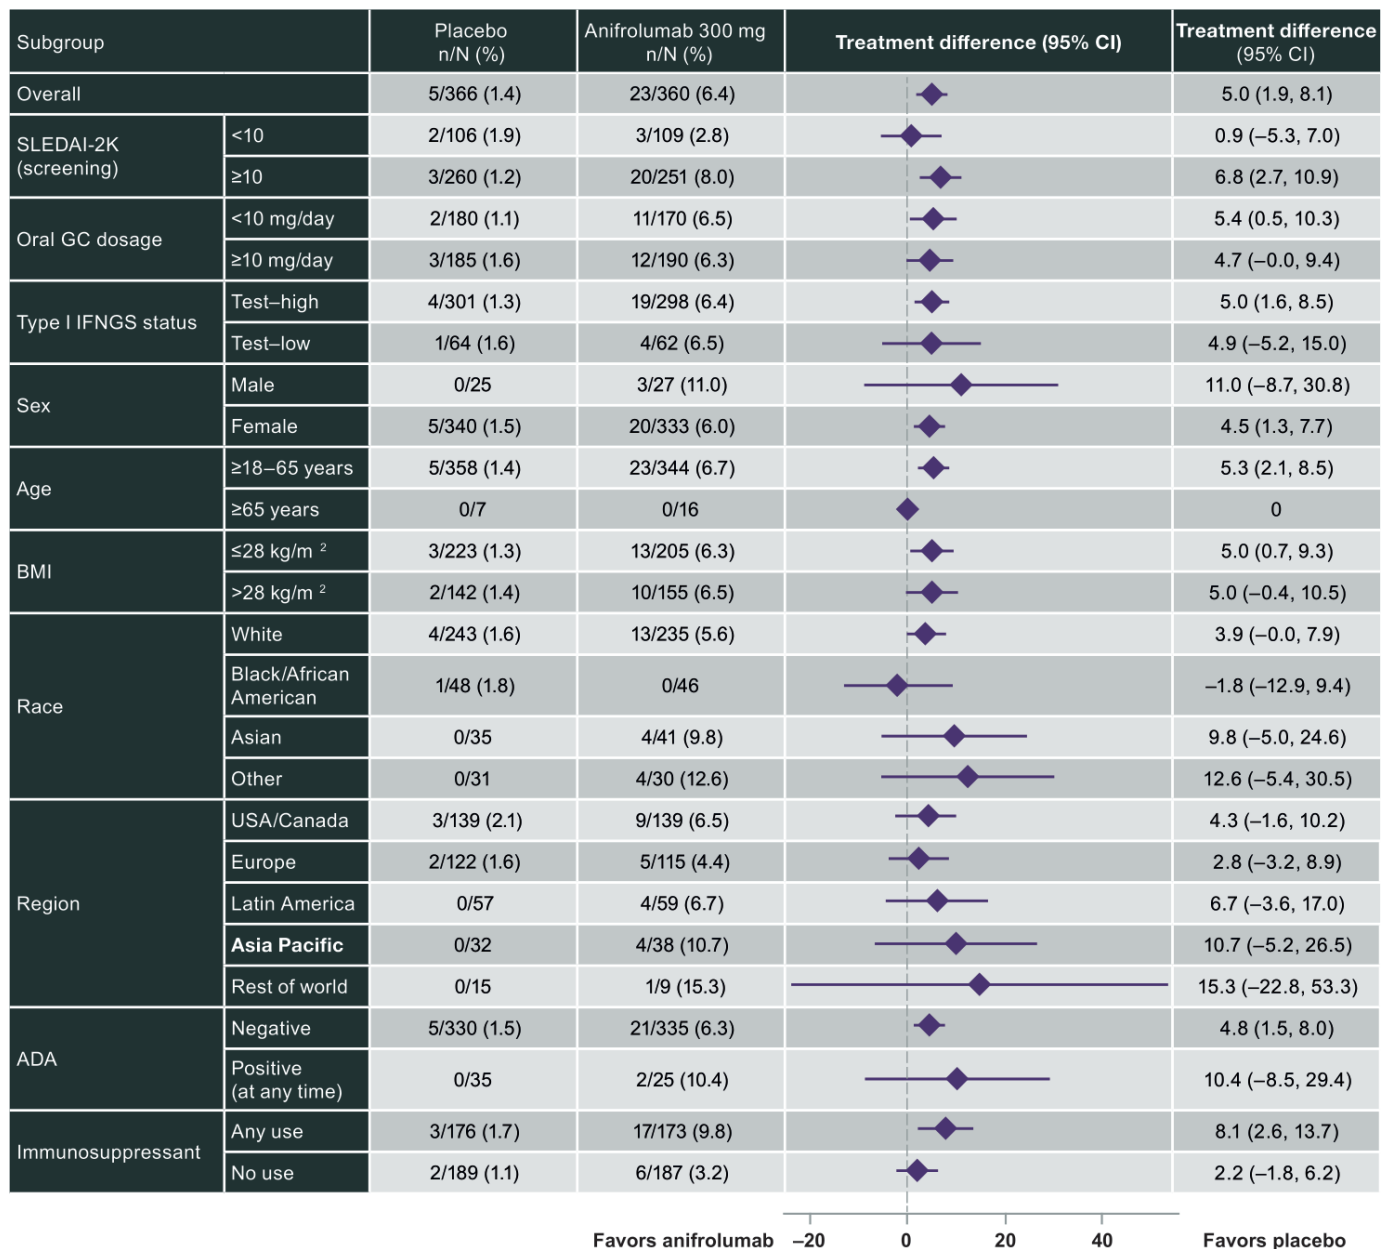 Subgroup Placebo n/N (%) Anifrolumab 300 mg n/N (%) Treatment difference (95% CI) Treatment difference (95% CI)
Overall 5/366 (1.4) 23/360 (6.4) 5.0 (1.9, 8.1)
SLEDAI-2K (screening) <10 2/106 (1.9) 3/109 (2.8) 0.9 (–5.3, 7.0)
≥10 3/260 (1.2) 20/251 (8.0) 6.8 (2.7, 10.9)
Oral GC dosage <10 mg/day 2/180 (1.1) 11/170 (6.5) 5.4 (0.5, 10.3)
≥10 mg/day 3/185 (1.6) 12/190 (6.3) 4.7 (–0.0, 9.4)
Type I IFNGS status Test–high 4/301 (1.3) 19/298 (6.4) 5.0 (1.6, 8.5)
Test–low 1/64 (1.6) 4/62 (6.5) 4.9 (–5.2, 15.0)
Sex Male 0/25 3/27 (11.0) 11.0 (–8.7, 30.8)
Female 5/340 (1.5) 20/333 (6.0) 4.5 (1.3, 7.7)
Age ≥18–65 years 5/358 (1.4) 23/344 (6.7) 5.3 (2.1, 8.5)
≥65 years 0/7 0/16 0
BMI ≤28 kg/m ² 3/223 (1.3) 13/205 (6.3) 5.0 (0.7, 9.3)
>28 kg/m ² 2/142 (1.4) 10/155 (6.5) 5.0 (–0.4, 10.5)
Race White 4/243 (1.6) 13/235 (5.6) 3.9 (–0.0, 7.9)
Black/African American 1/48 (1.8) 0/46 –1.8 (–12.9, 9.4)
Asian 0/35 4/41 (9.8) 9.8 (–5.0, 24.6)
Other 0/31 4/30 (12.6) 12.6 (–5.4, 30.5)
Region USA/Canada 3/139 (2.1) 9/139 (6.5) 4.3 (–1.6, 10.2)
Europe 2/122 (1.6) 5/115 (4.4) 2.8 (–3.2, 8.9)
Latin America 0/57 4/59 (6.7) 6.7 (–3.6, 17.0)
Asia Pacific 0/32 4/38 (10.7) 10.7 (–5.2, 26.5)
Rest of world 0/15 1/9 (15.3) 15.3 (–22.8, 53.3)
ADA Negative 5/330 (1.5) 21/335 (6.3) 4.8 (1.5, 8.0)
Positive (at any time) 0/35 2/25 (10.4) 10.4 (–8.5, 29.4)
Immunosuppressant Any use 3/176 (1.7) 17/173 (9.8) 8.1 (2.6, 13.7)
No use 2/189 (1.1) 6/187 (3.2) 2.2 (–1.8, 6.2)
Favors anifrolumab –20 0 20 40 Favors placebo